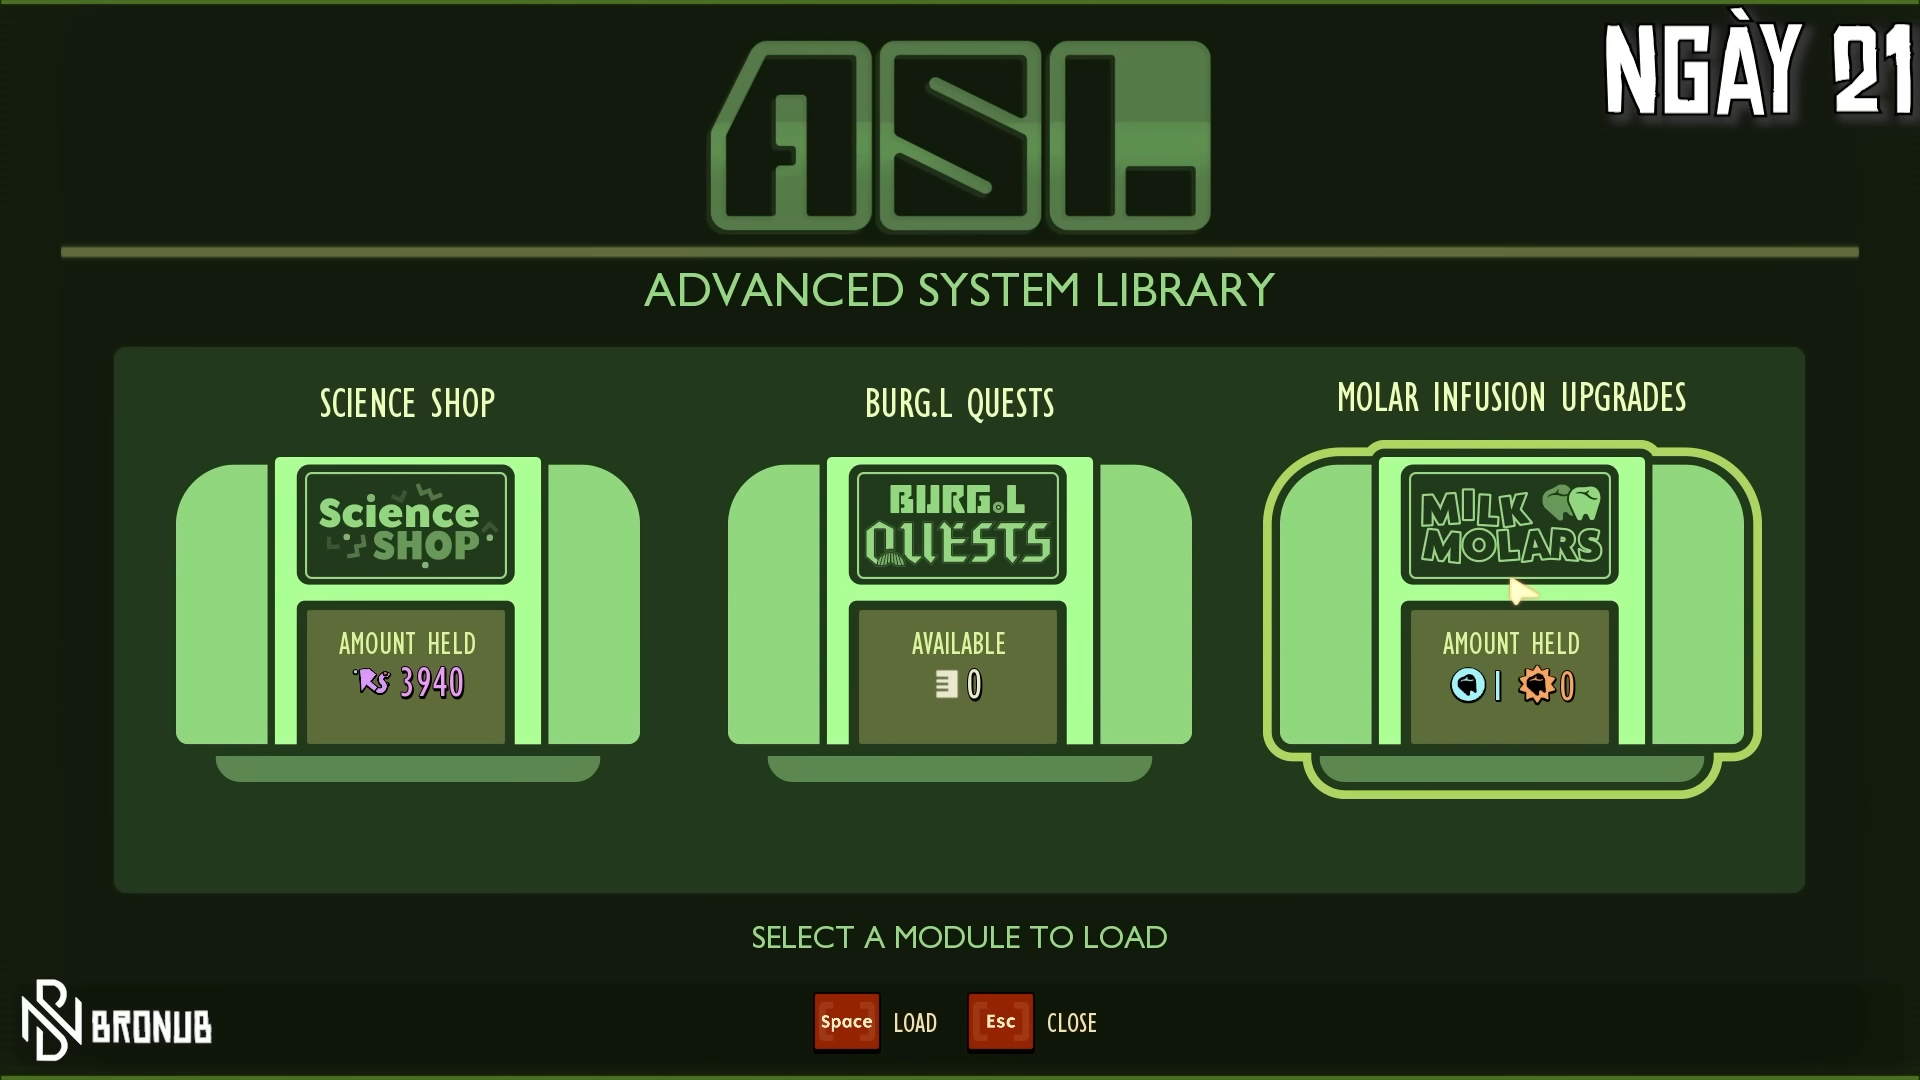 NGÀY 21
ASL
ADVANCED SYSTEM LIBRARY
SCIENCE SHOP
BURG.L QUESTS
MOLAR INFUSION UPGRADES
Science
SHOP
BURG.L
QUESTS
MILK
MOLARS
AMOUNT HELD
RS 3940
AVAILABLE
0
AMOUNT HELD
1 0
SELECT A MODULE TO LOAD
Space LOAD Esc CLOSE
BRONUB